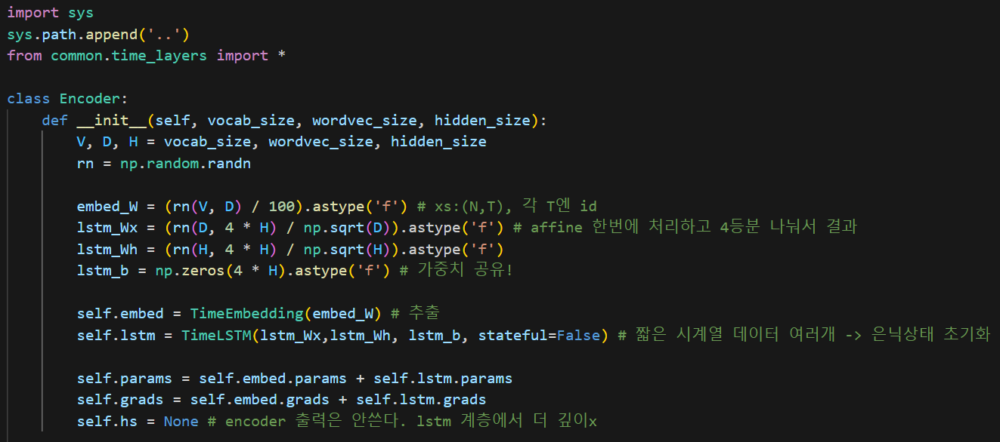 import sys
sys.path.append('..')
from common.time_layers import *
class Encoder:
    def __init__(self, vocab_size, wordvec_size, hidden_size):
        V, D, H = vocab_size, wordvec_size, hidden_size
        rn = np.random.randn
        embed_W = (rn(V, D) / 100).astype('f') # xs:(N,T), 각 T엔 id
        lstm_Wx = (rn(D, 4 * H) / np.sqrt(D)).astype('f') # affine 한번에 처리하고 4등분 나눠서 결과
        lstm_Wh = (rn(H, 4 * H) / np.sqrt(H)).astype('f')
        lstm_b = np.zeros(4 * H).astype('f') # 가중치 공유!
        self.embed = TimeEmbedding(embed_W) # 추출
        self.lstm = TimeLSTM(lstm_Wx,lstm_Wh, lstm_b, stateful=False) # 짧은 시계열 데이터 여러개 -> 은닉상태 초기화
        self.params = self.embed.params + self.lstm.params
        self.grads = self.embed.grads + self.lstm.grads
        self.hs = None # encoder 출력은 안쓴다. lstm 계층에서 더 깊이x